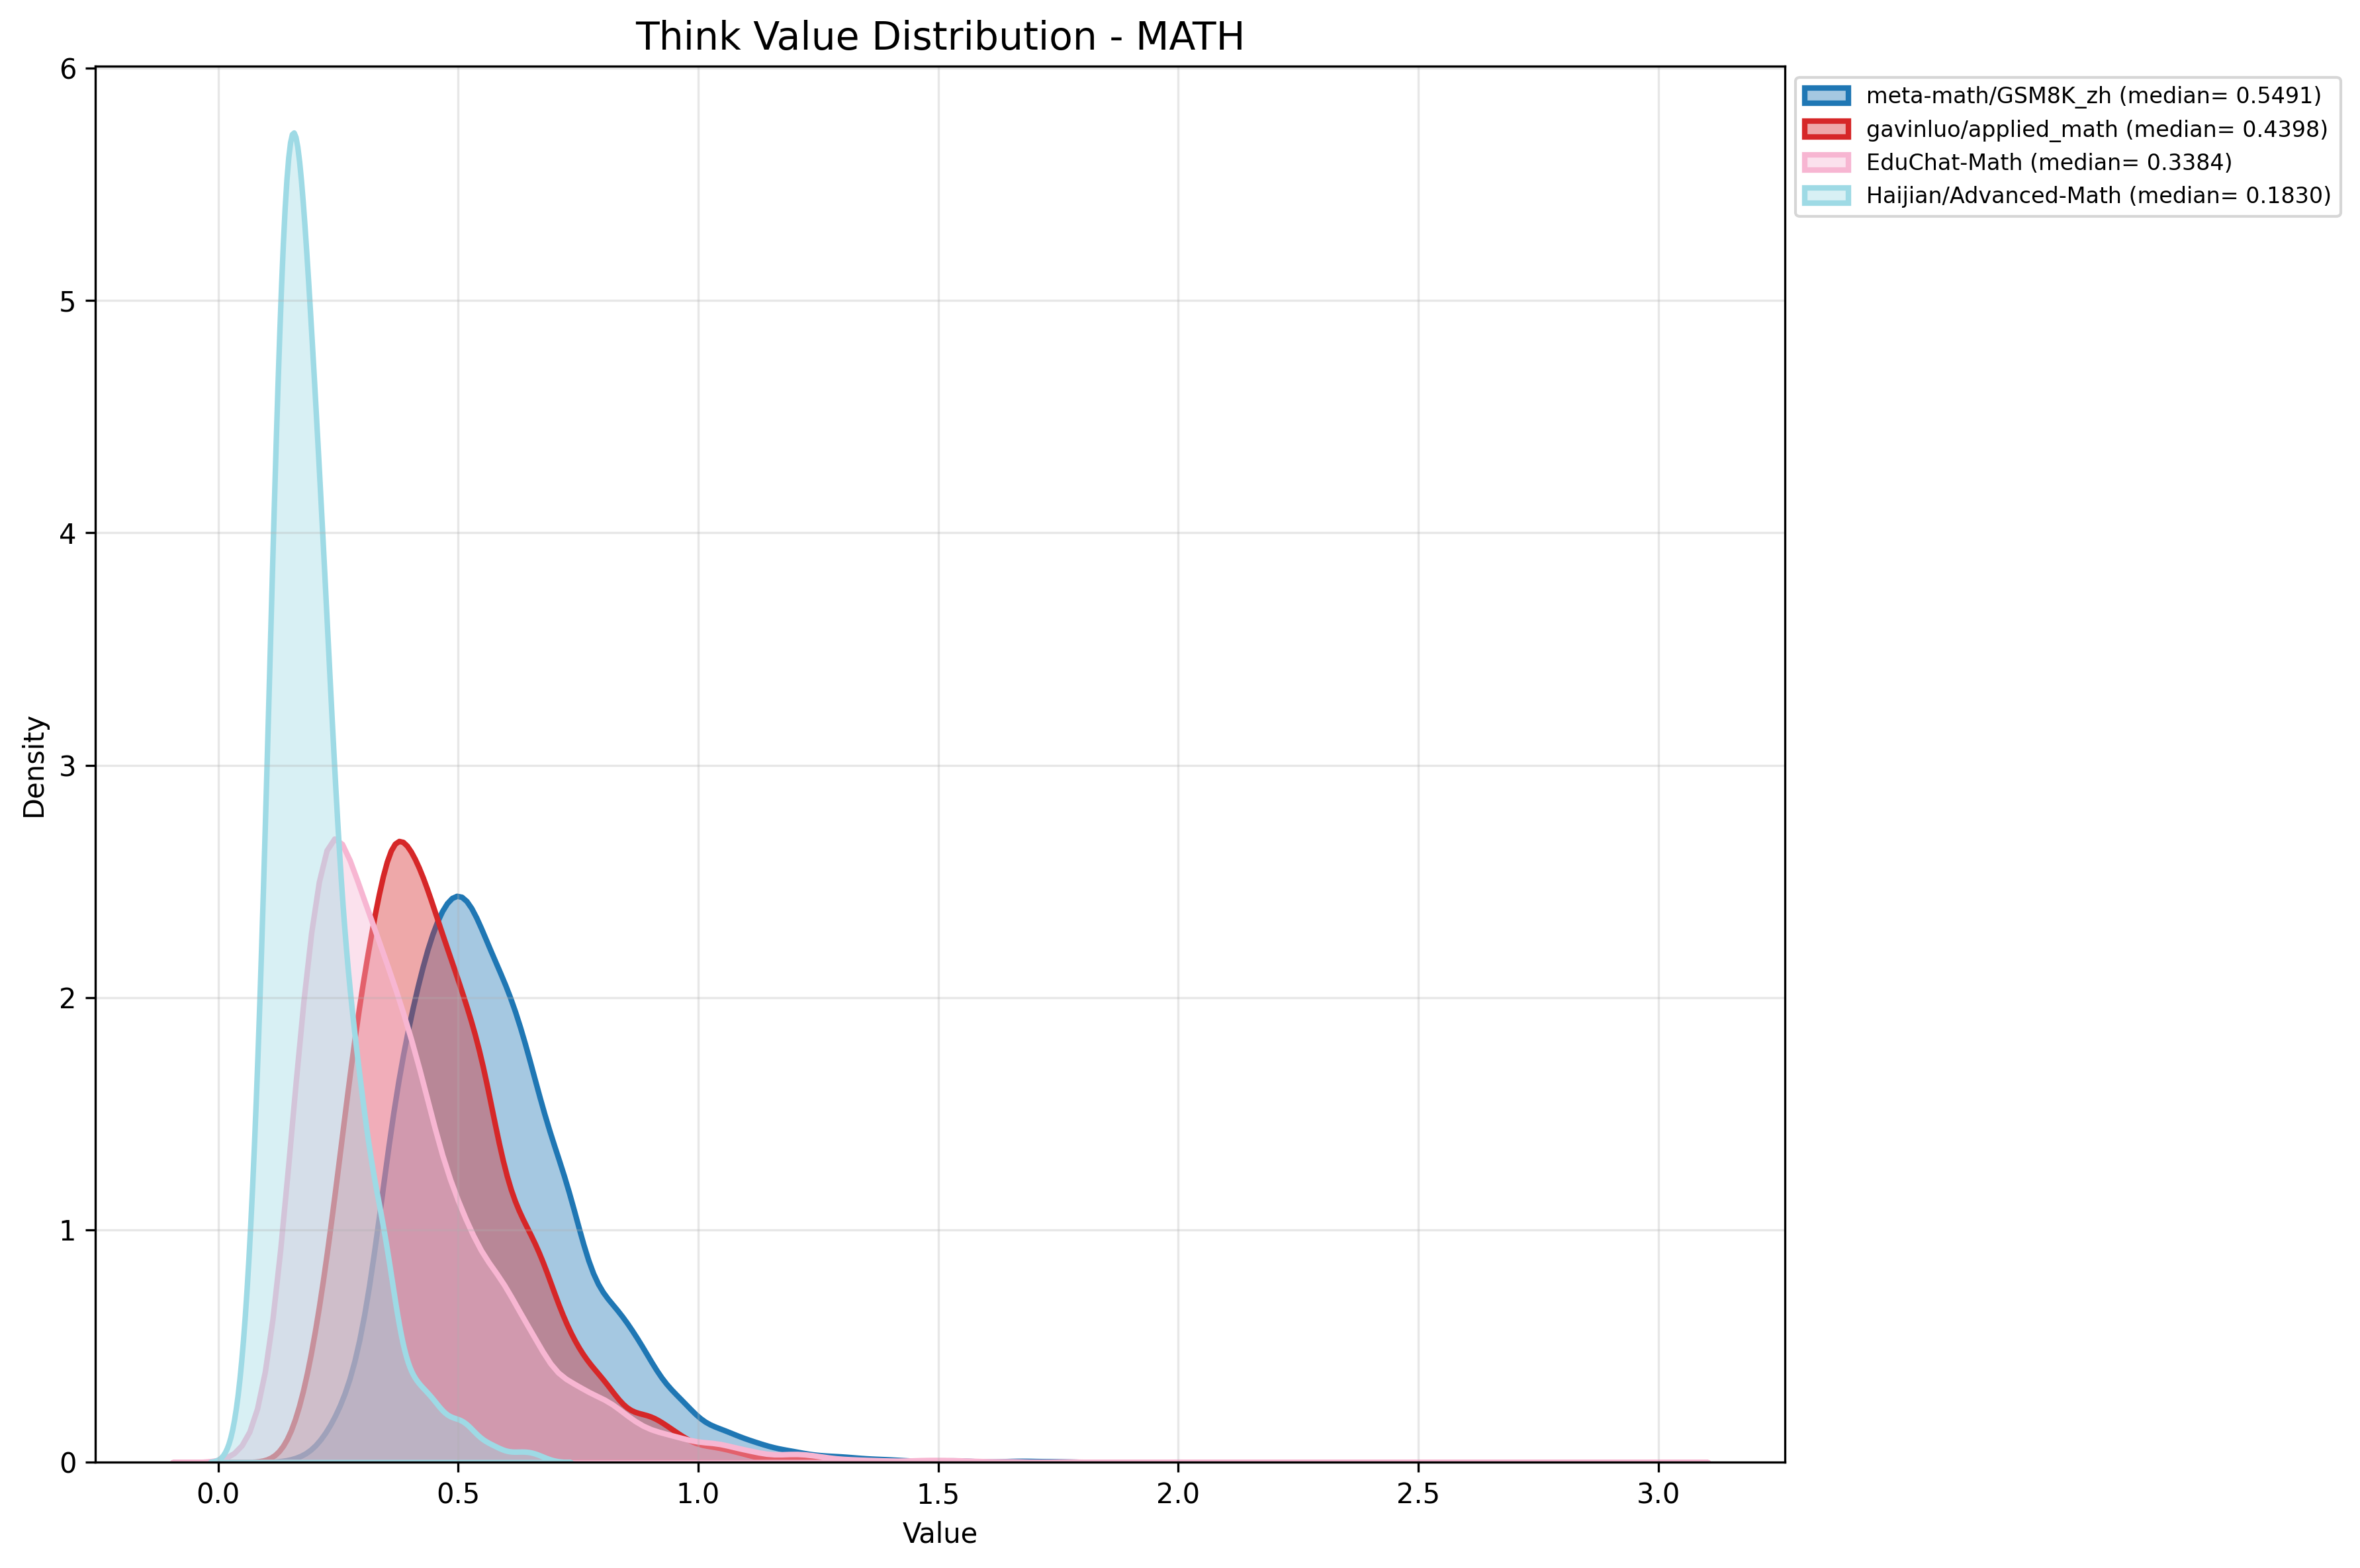 Think Value Distribution - MATH
6
5
4
3
2
1
0
Density
0.0
0.5
1.0
1.5
2.0
2.5
3.0
Value
meta-math/GSM8K_zh (median= 0.5491)
gavinluo/applied_math (median= 0.4398)
EduChat-Math (median= 0.3384)
Haijian/Advanced-Math (median= 0.1830)